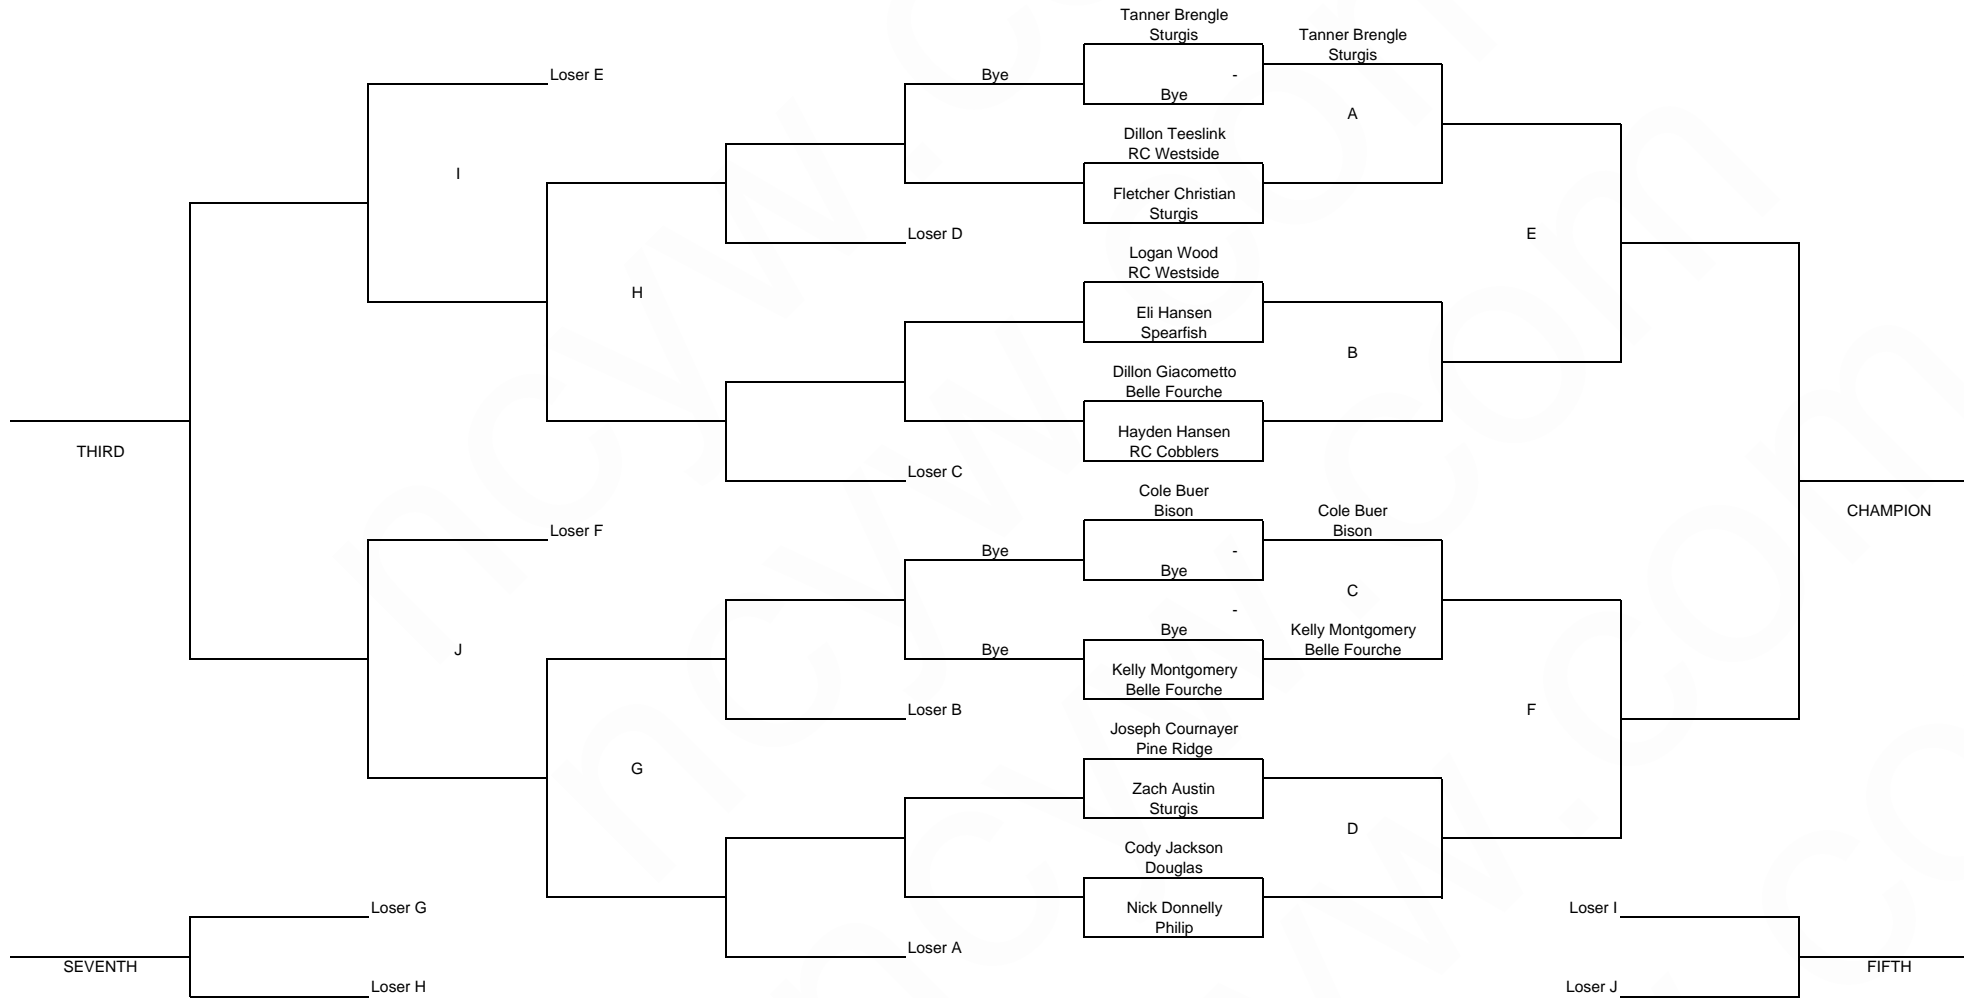 Tanner Brengle
Sturgis
Tanner Brengle
Sturgis
Loser E
Bye
-
Bye
A
Dillon Teeslink
RC Westside
I
Fletcher Christian
Sturgis
Loser D
E
Logan Wood
RC Westside
H
Eli Hansen
Spearfish
B
Dillon Giacometto
Belle Fourche
THIRD
Hayden Hansen
RC Cobblers
Loser C
Cole Buer
Bison
Cole Buer
Bison
CHAMPION
Loser F
Bye
-
Bye
C
-
Bye
Kelly Montgomery
Belle Fourche
J
Bye
Kelly Montgomery
Belle Fourche
Loser B
F
Joseph Cournayer
Pine Ridge
G
Zach Austin
Sturgis
D
Cody Jackson
Douglas
Loser G
Nick Donnelly
Philip
Loser I
Loser A
SEVENTH
FIFTH
Loser H
Loser J